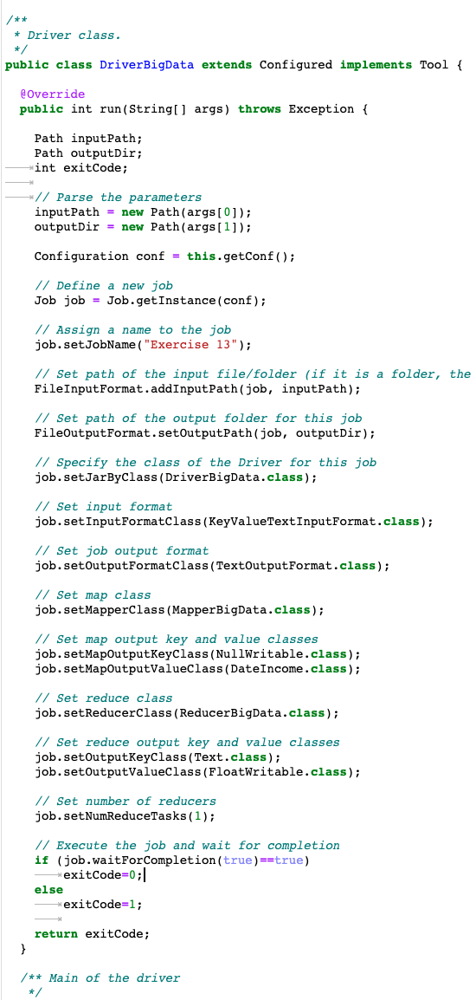 /**
 * Driver class.
 */
public class DriverBigData extends Configured implements Tool {

  @Override
  public int run(String[] args) throws Exception {

    Path inputPath;
    Path outputDir;
    int exitCode;

    // Parse the parameters
    inputPath = new Path(args[0]);
    outputDir = new Path(args[1]);

    Configuration conf = this.getConf();

    // Define a new job
    Job job = Job.getInstance(conf);

    // Assign a name to the job
    job.setJobName("Exercise 13");

    // Set path of the input file/folder (if it is a folder, the
    FileInputFormat.addInputPath(job, inputPath);

    // Set path of the output folder for this job
    FileOutputFormat.setOutputPath(job, outputDir);

    // Specify the class of the Driver for this job
    job.setJarByClass(DriverBigData.class);

    // Set input format
    job.setInputFormatClass(KeyValueTextInputFormat.class);

    // Set job output format
    job.setOutputFormatClass(TextOutputFormat.class);

    // Set map class
    job.setMapperClass(MapperBigData.class);

    // Set map output key and value classes
    job.setMapOutputKeyClass(NullWritable.class);
    job.setMapOutputValueClass(DateIncome.class);

    // Set reduce class
    job.setReducerClass(ReducerBigData.class);

    // Set reduce output key and value classes
    job.setOutputKeyClass(Text.class);
    job.setOutputValueClass(FloatWritable.class);

    // Set number of reducers
    job.setNumReduceTasks(1);

    // Execute the job and wait for completion
    if (job.waitForCompletion(true)==true)
        exitCode=0;
    else
        exitCode=1;

    return exitCode;
  }

  /** Main of the driver
   */